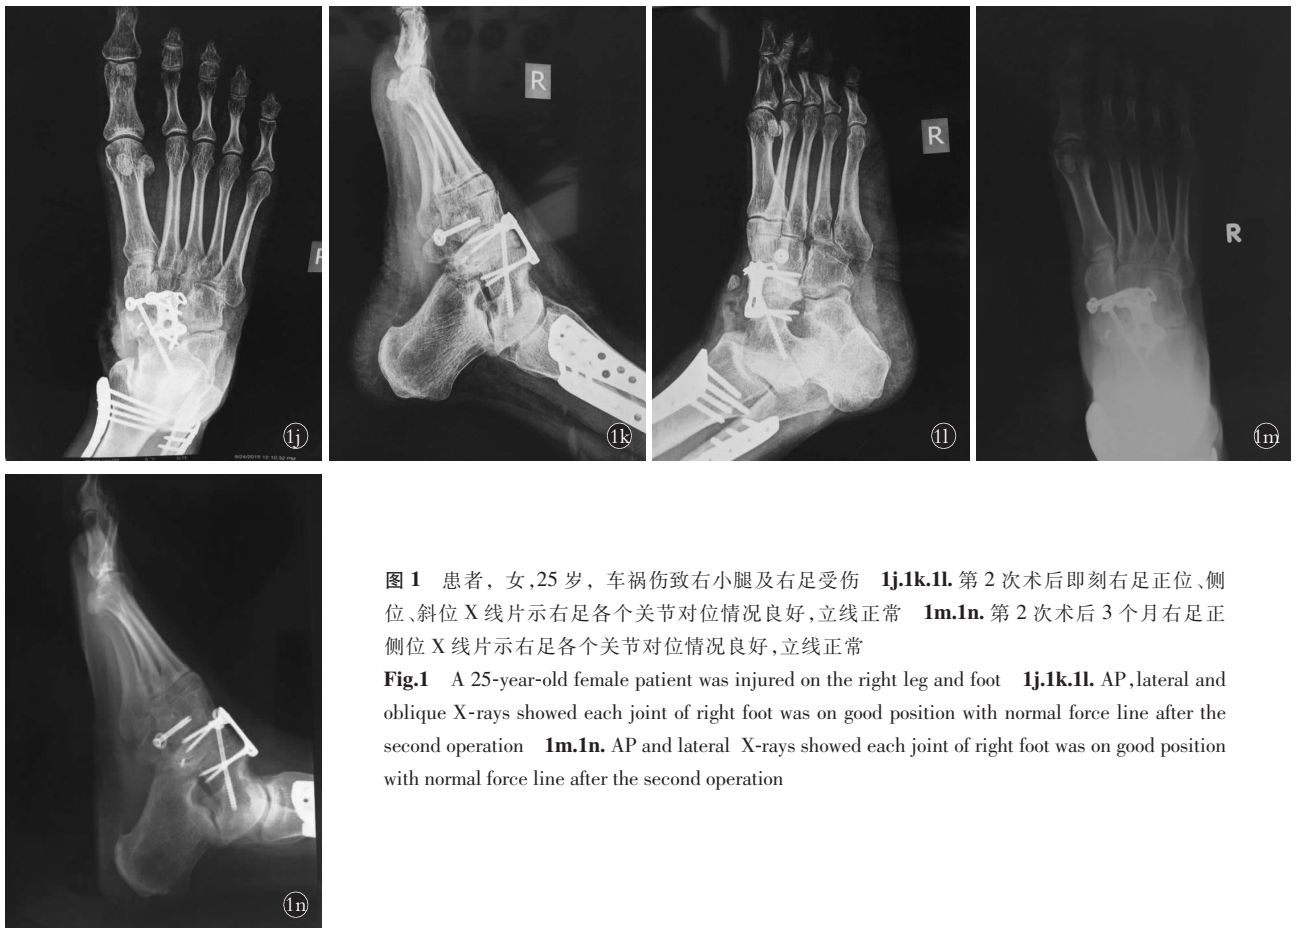 R
R
R
R
1j
1k
1l
1m
9/24/2015 12:10:32 PM
1n
图 1 患者，女,25 岁，车祸伤致右小腿及右足受伤 1j.1k.1l. 第 2 次术后即刻右足正位、侧
位、斜位 X 线片示右足各个关节对位情况良好,立线正常 1m.1n. 第 2 次术后 3 个月右足正
侧位 X 线片示右足各个关节对位情况良好,立线正常
Fig.1 A 25-year-old female patient was injured on the right leg and foot 1j.1k.1l. AP,lateral and
oblique X-rays showed each joint of right foot was on good position with normal force line after the
second operation 1m.1n. AP and lateral X-rays showed each joint of right foot was on good position
with normal force line after the second operation